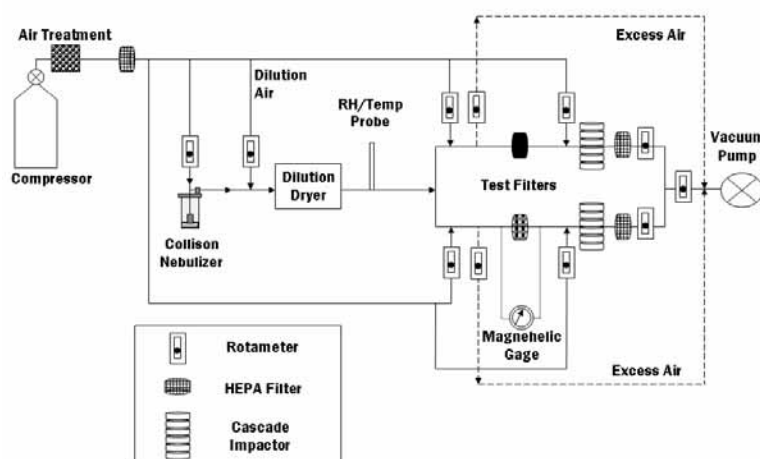 Air Treatment
Excess Air
Dilution
Air
RH/Temp
Probe
Vacuum
Pump
Compressor
Dilution
Dryer
Test Filters
Collison
Nebulizer
Magnehelic
Gage
Rotameter
HEPA Filter
Cascade
Impactor
Excess Air